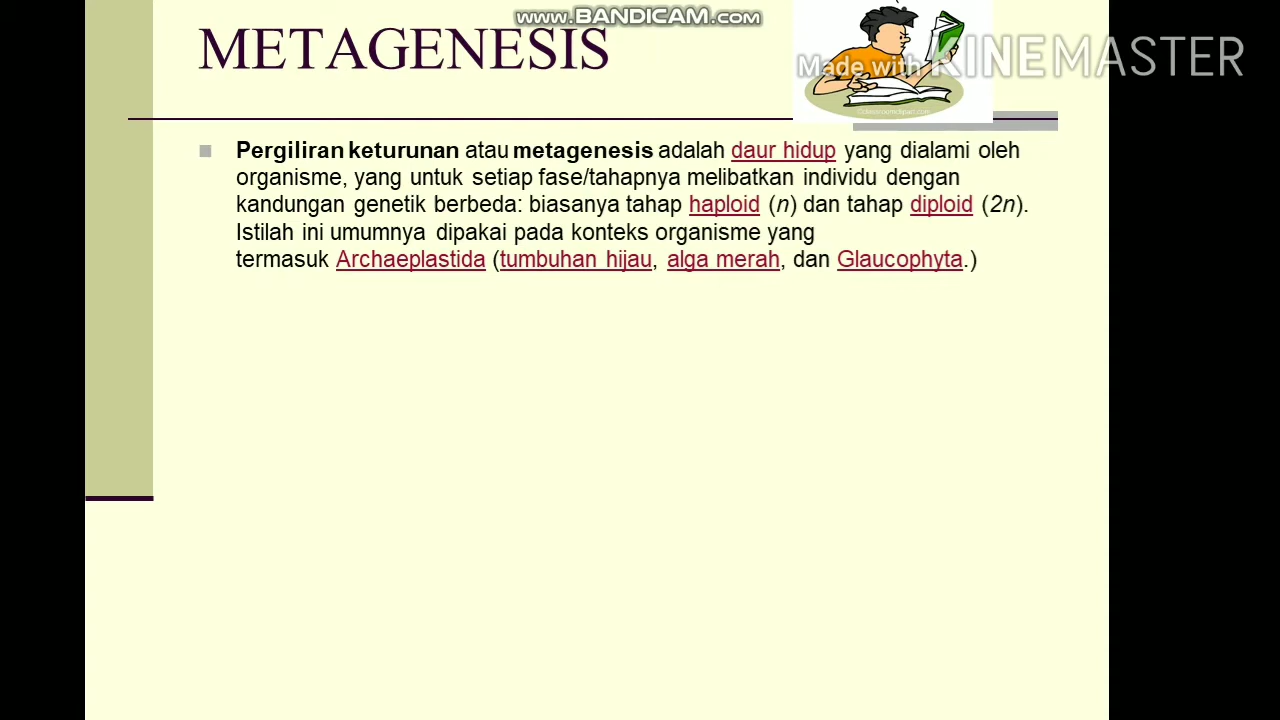 www.BANDICAM.com
METAGENESIS
Made with KINEMASTER
Pergiliran keturunan atau metagenesis adalah daur hidup yang dialami oleh
organisme, yang untuk setiap fase/tahapnya melibatkan individu dengan
kandungan genetik berbeda: biasanya tahap haploid (n) dan tahap diploid (2n).
Istilah ini umumnya dipakai pada konteks organisme yang
termasuk Archaeplastida (tumbuhan hijau, alga merah, dan Glaucophyta.)